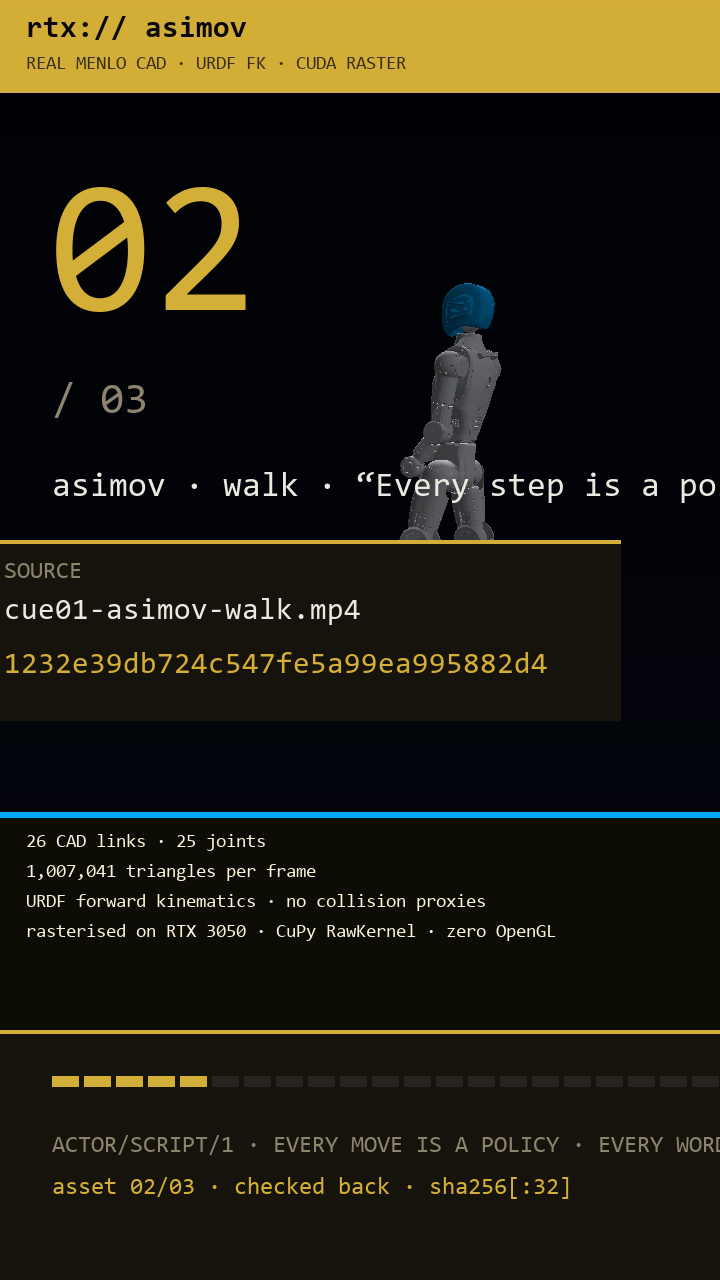 rtx:// asimov
REAL MENLO CAD · URDF FK · CUDA RASTER
02
/ 03
asimov · walk · “Every step is a po
SOURCE
cue01-asimov-walk.mp4
1232e39db724c547fe5a99ea995882d4
26 CAD links · 25 joints
1,007,041 triangles per frame
URDF forward kinematics · no collision proxies
rasterised on RTX 3050 · CuPy RawKernel · zero OpenGL
ACTOR/SCRIPT/1 · EVERY MOVE IS A POLICY · EVERY WORD
asset 02/03 · checked back · sha256[:32]